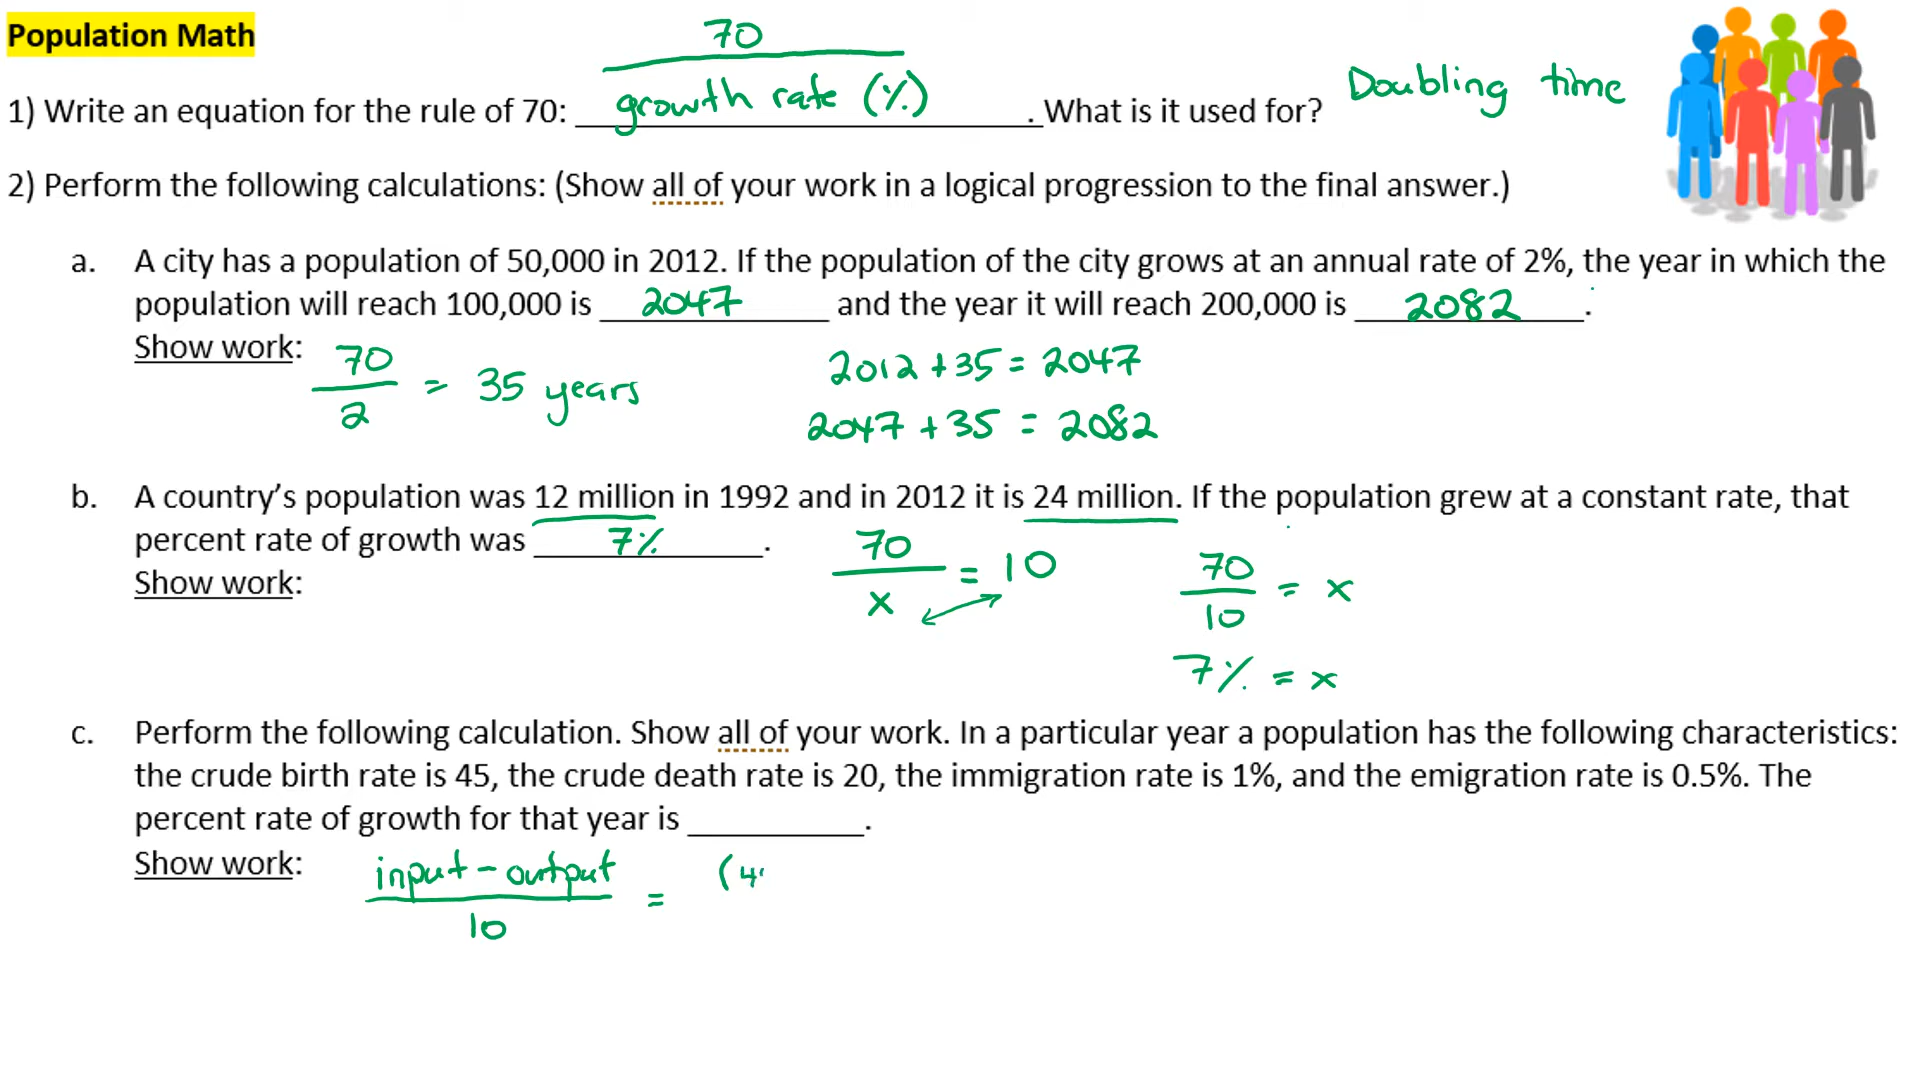 Population Math
70
1) Write an equation for the rule of 70: growth rate (%). What is it used for? Doubling time
2) Perform the following calculations: (Show all of your work in a logical progression to the final answer.)
a. A city has a population of 50,000 in 2012. If the population of the city grows at an annual rate of 2%, the year in which the
population will reach 100,000 is 2047 and the year it will reach 200,000 is 2082.
Show work:
70
2
= 35 years
2012 + 35 = 2047
2047 + 35 = 2082
b. A country's population was 12 million in 1992 and in 2012 it is 24 million. If the population grew at a constant rate, that
percent rate of growth was 7%.
Show work:
70
x
= 10
70
10
= x
7% = x
c. Perform the following calculation. Show all of your work. In a particular year a population has the following characteristics:
the crude birth rate is 45, the crude death rate is 20, the immigration rate is 1%, and the emigration rate is 0.5%. The
percent rate of growth for that year is __________.
Show work:
input - output
10
= (4